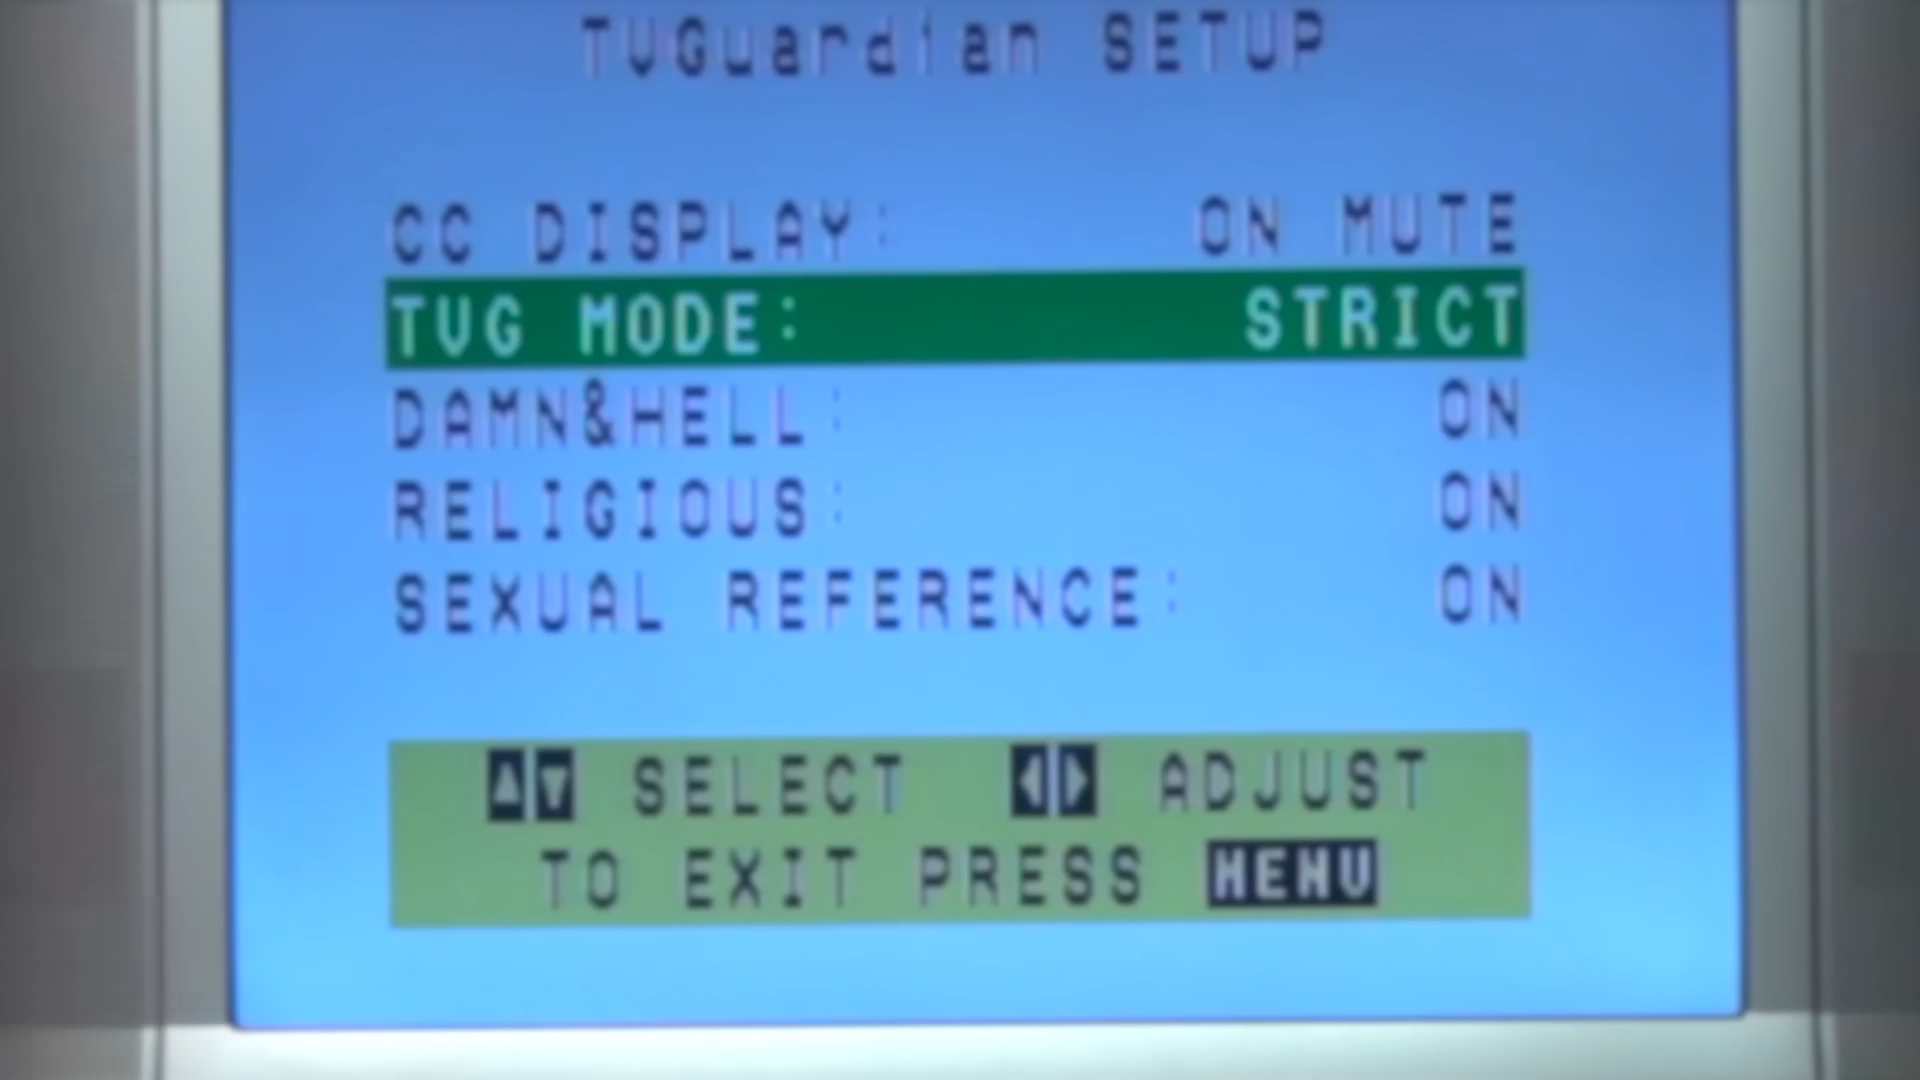 TVGuardian SETUP
CC DISPLAY: ON MUTE
TVG MODE: STRICT
DAMN&HELL: ON
RELIGIOUS: ON
SEXUAL REFERENCE: ON
▲▼ SELECT ◀▶ ADJUST
TO EXIT PRESS MENU